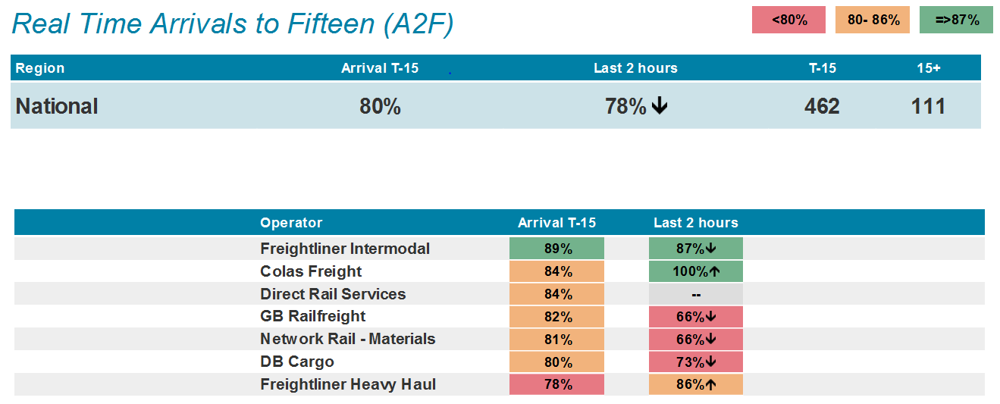 Real Time Arrivals to Fifteen (A2F)
<80% 80- 86% =>87%
Region Arrival T-15 . Last 2 hours T-15 15+
National 80% 78%↓ 462 111
Operator Arrival T-15 Last 2 hours
Freightliner Intermodal 89% 87%↓
Colas Freight 84% 100%↑
Direct Rail Services 84% --
GB Railfreight 82% 66%↓
Network Rail - Materials 81% 66%↓
DB Cargo 80% 73%↓
Freightliner Heavy Haul 78% 86%↑